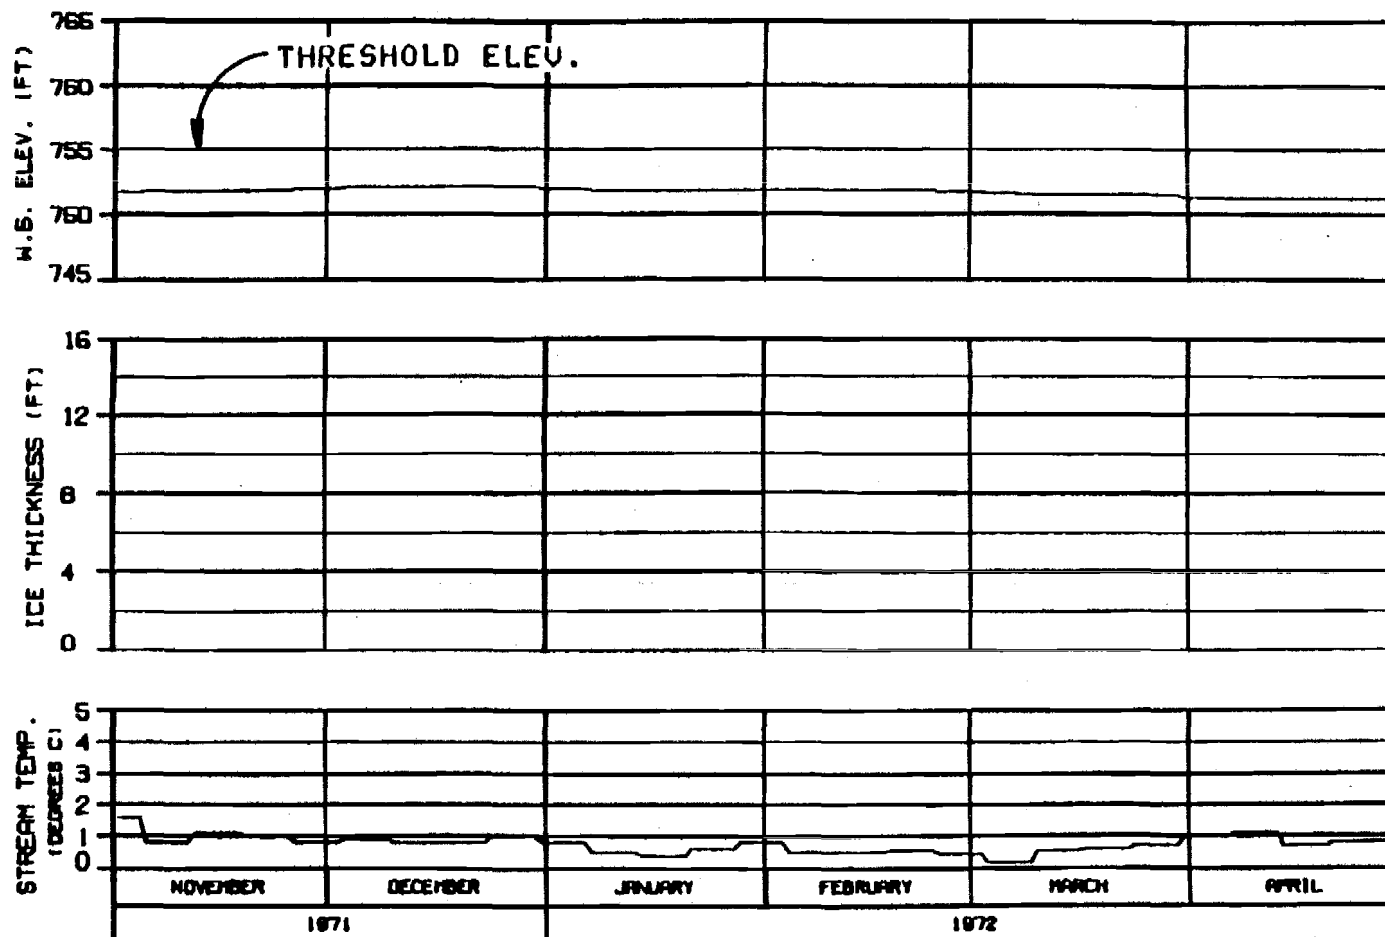 W.S. ELEV. (FT)
765
THRESHOLD ELEV.
760
755
750
745
ICE THICKNESS (FT)
16
12
8
4
0
STREAM TEMP.
(DEGREES C)
5
4
3
2
1
0
NOVEMBER DECEMBER JANUARY FEBRUARY MARCH APRIL
1971 1972